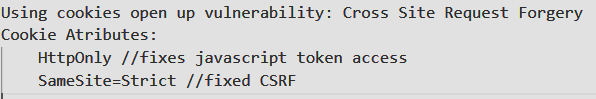 Using cookies open up vulnerability: Cross Site Request Forgery
Cookie Atributes:
HttpOnly //fixes javascript token access
SameSite=Strict //fixed CSRF